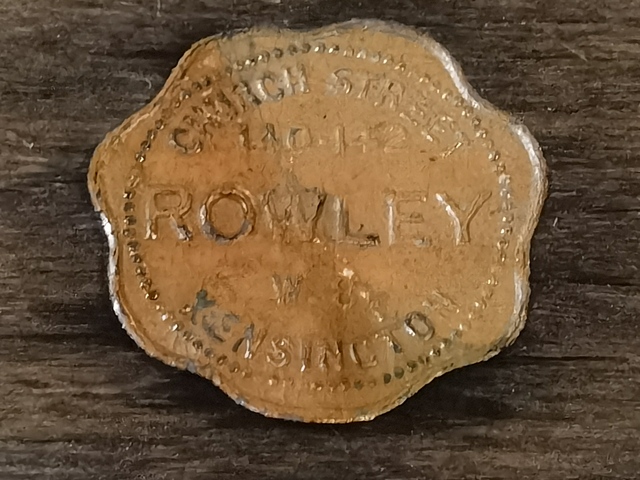 CHURCH STREET
140-142
ROWLEY
W 8
KENSINGTON